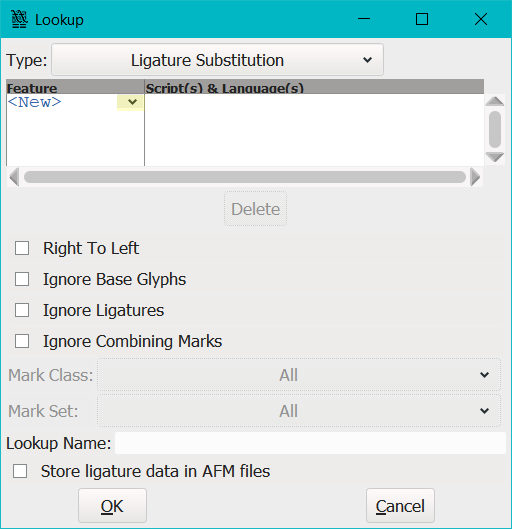 Lookup
Type: Ligature Substitution
Feature Script(s) & Language(s)
<New>
Delete
Right To Left
Ignore Base Glyphs
Ignore Ligatures
Ignore Combining Marks
Mark Class: All
Mark Set: All
Lookup Name:
Store ligature data in AFM files
OK Cancel